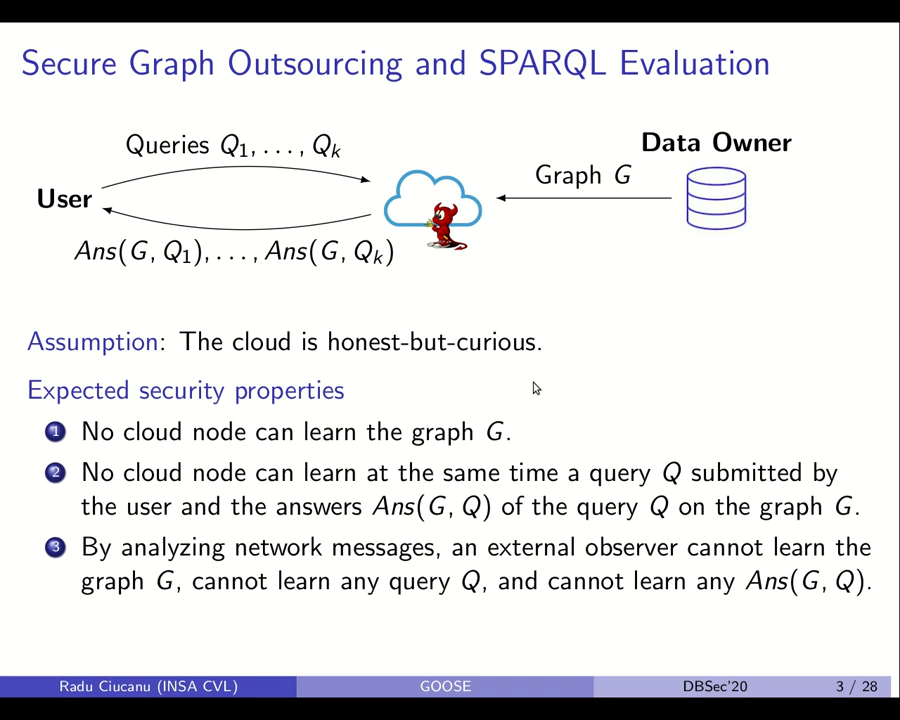 Secure Graph Outsourcing and SPARQL Evaluation
Queries Q1, . . . , Qk
Data Owner
Graph G
User
Ans(G, Q1), . . . , Ans(G, Qk)
Assumption: The cloud is honest-but-curious.
Expected security properties
1 No cloud node can learn the graph G.
2 No cloud node can learn at the same time a query Q submitted by
the user and the answers Ans(G, Q) of the query Q on the graph G.
3 By analyzing network messages, an external observer cannot learn the
graph G, cannot learn any query Q, and cannot learn any Ans(G, Q).
Radu Ciucanu (INSA CVL) GOOSE DBSec'20 3 / 28